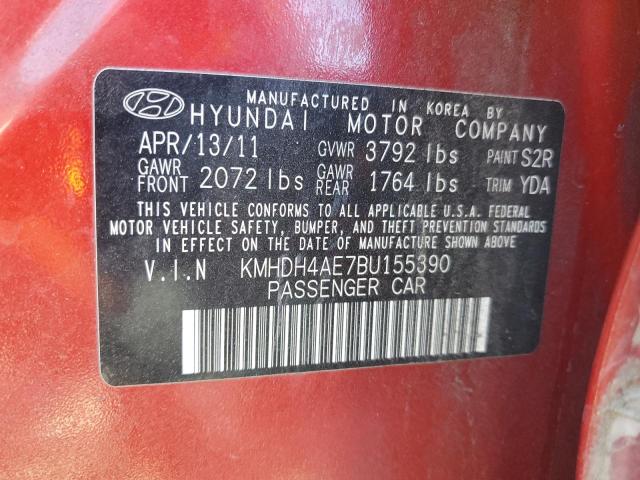 MANUFACTURED IN KOREA BY
HYUNDAI MOTOR COMPANY
APR/13/11 GVWR 3792 lbs PAINT S2R
GAWR FRONT 2072 lbs GAWR REAR 1764 lbs TRIM YDA
THIS VEHICLE CONFORMS TO ALL APPLICABLE U.S.A. FEDERAL
MOTOR VEHICLE SAFETY, BUMPER, AND THEFT PREVENTION STANDARDS
IN EFFECT ON THE DATE OF MANUFACTURE SHOWN ABOVE.
V.I.N KMHDH4AE7BU155390
PASSENGER CAR